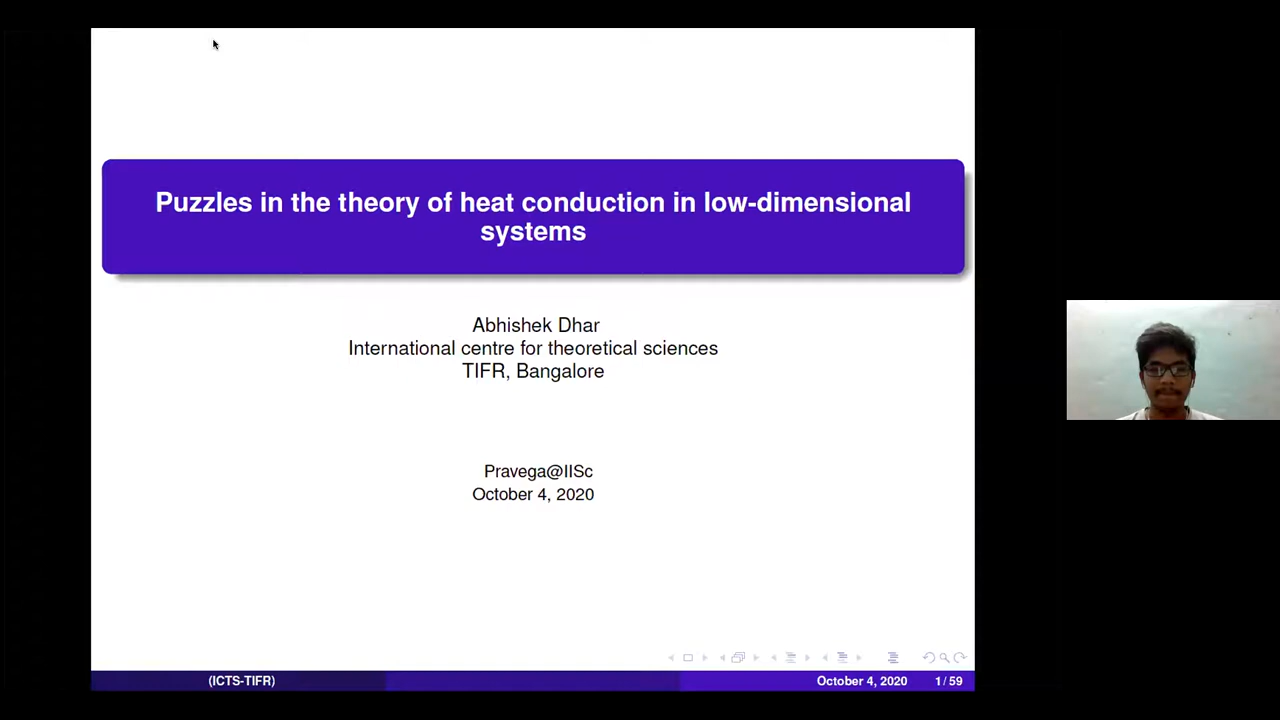 Puzzles in the theory of heat conduction in low-dimensional
systems
Abhishek Dhar
International centre for theoretical sciences
TIFR, Bangalore
Pravega@IISc
October 4, 2020
(ICTS-TIFR)
October 4, 2020
1 / 59